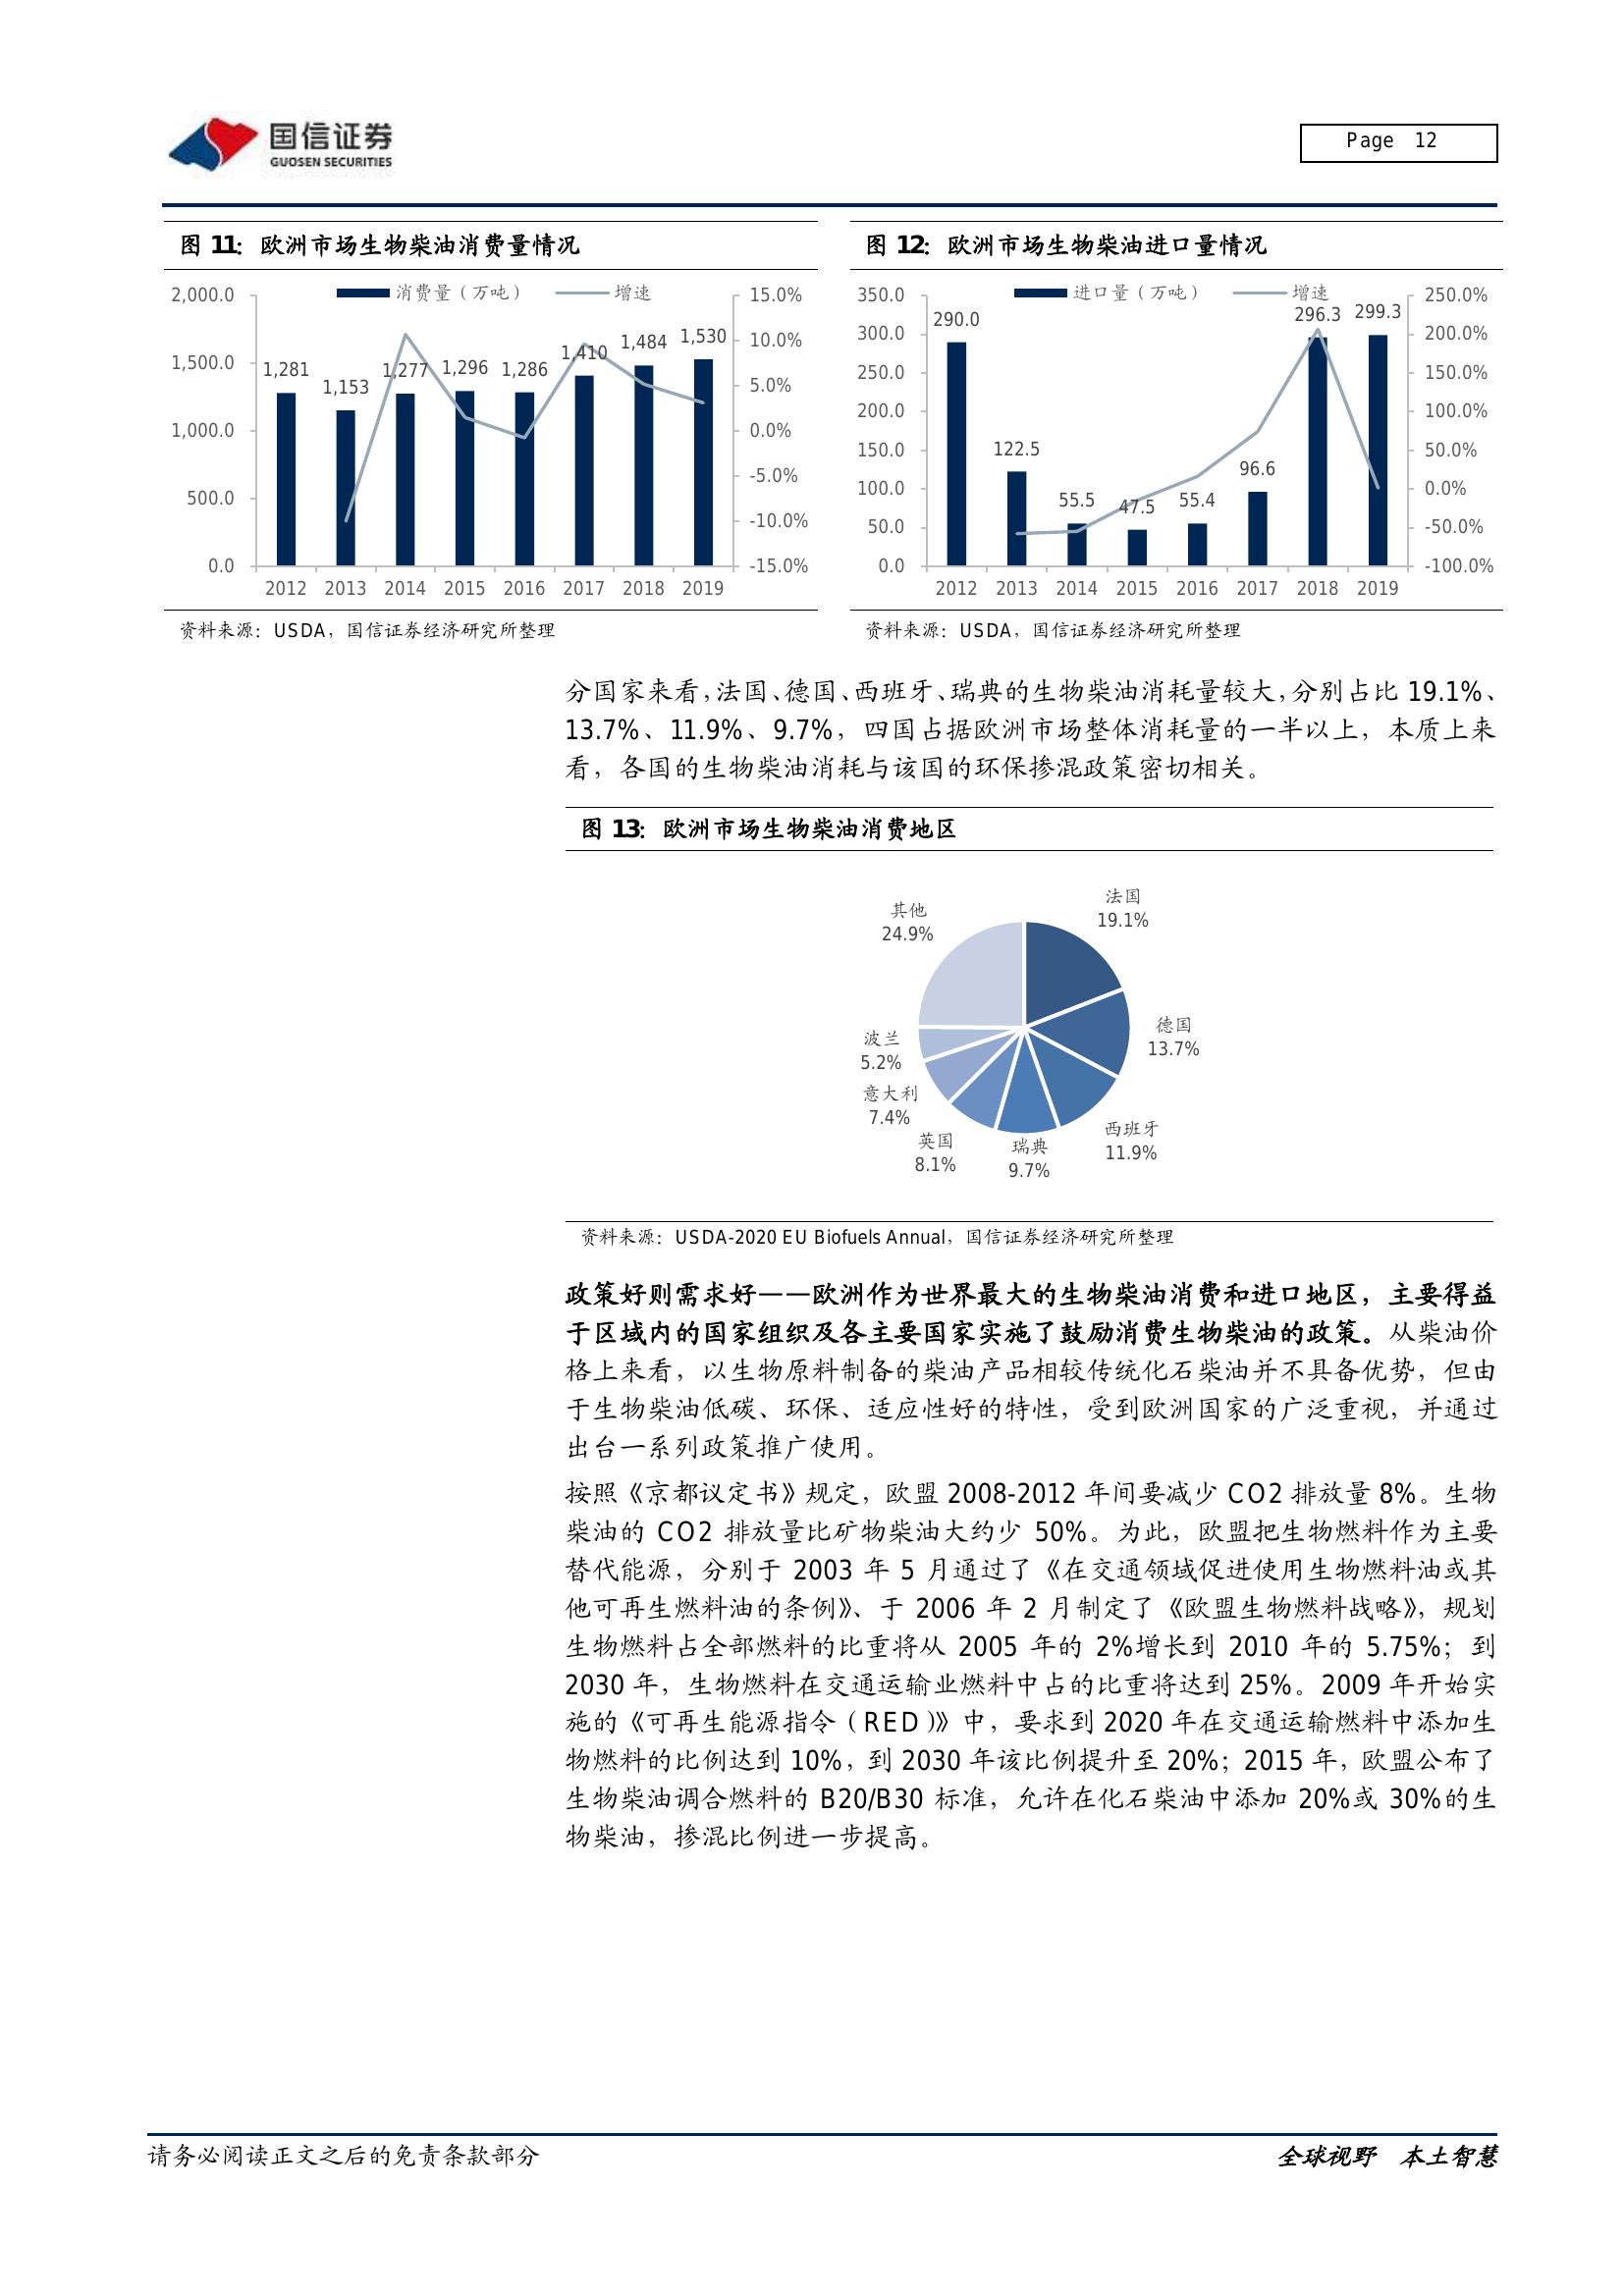 国信证券
GUOSEN SECURITIES
Page 12
图 11：欧洲市场生物柴油消费量情况
消费量（万吨） 增速
2,000.0
1,500.0
1,000.0
500.0
0.0
1,281
1,153
1,277
1,296
1,286
1,410
1,484
1,530
15.0%
10.0%
5.0%
0.0%
-5.0%
-10.0%
-15.0%
2012 2013 2014 2015 2016 2017 2018 2019
资料来源：USDA，国信证券经济研究所整理
图 12：欧洲市场生物柴油进口量情况
进口量（万吨） 增速
350.0
300.0
250.0
200.0
150.0
100.0
50.0
0.0
290.0
122.5
55.5
47.5
55.4
96.6
296.3
299.3
250.0%
200.0%
150.0%
100.0%
50.0%
0.0%
-50.0%
-100.0%
2012 2013 2014 2015 2016 2017 2018 2019
资料来源：USDA，国信证券经济研究所整理
分国家来看，法国、德国、西班牙、瑞典的生物柴油消耗量较大，分别占比 19.1%、
13.7%、11.9%、9.7%，四国占据欧洲市场整体消耗量的一半以上，本质上来
看，各国的生物柴油消耗与该国的环保掺混政策密切相关。
图 13：欧洲市场生物柴油消费地区
法国
19.1%
德国
13.7%
西班牙
11.9%
瑞典
9.7%
英国
8.1%
意大利
7.4%
波兰
5.2%
其他
24.9%
资料来源：USDA-2020 EU Biofuels Annual，国信证券经济研究所整理
政策好则需求好——欧洲作为世界最大的生物柴油消费和进口地区，主要得益
于区域内的国家组织及各主要国家实施了鼓励消费生物柴油的政策。从柴油价
格上来看，以生物原料制备的柴油产品相较传统化石柴油并不具备优势，但由
于生物柴油低碳、环保、适应性好的特性，受到欧洲国家的广泛重视，并通过
出台一系列政策推广使用。
按照《京都议定书》规定，欧盟 2008-2012 年间要减少 CO2 排放量 8%。生物
柴油的 CO2 排放量比矿物柴油大约少 50%。为此，欧盟把生物燃料作为主要
替代能源，分别于 2003 年 5 月通过了《在交通领域促进使用生物燃料油或其
他可再生燃料油的条例》、于 2006 年 2 月制定了《欧盟生物燃料战略》，规划
生物燃料占全部燃料的比重将从 2005 年的 2%增长到 2010 年的 5.75%；到
2030 年，生物燃料在交通运输业燃料中占的比重将达到 25%。2009 年开始实
施的《可再生能源指令（RED）》中，要求到 2020 年在交通运输燃料中添加生
物燃料的比例达到 10%，到 2030 年该比例提升至 20%；2015 年，欧盟公布了
生物柴油调合燃料的 B20/B30 标准，允许在化石柴油中添加 20%或 30%的生
物柴油，掺混比例进一步提高。
请务必阅读正文之后的免责条款部分
全球视野 本土智慧